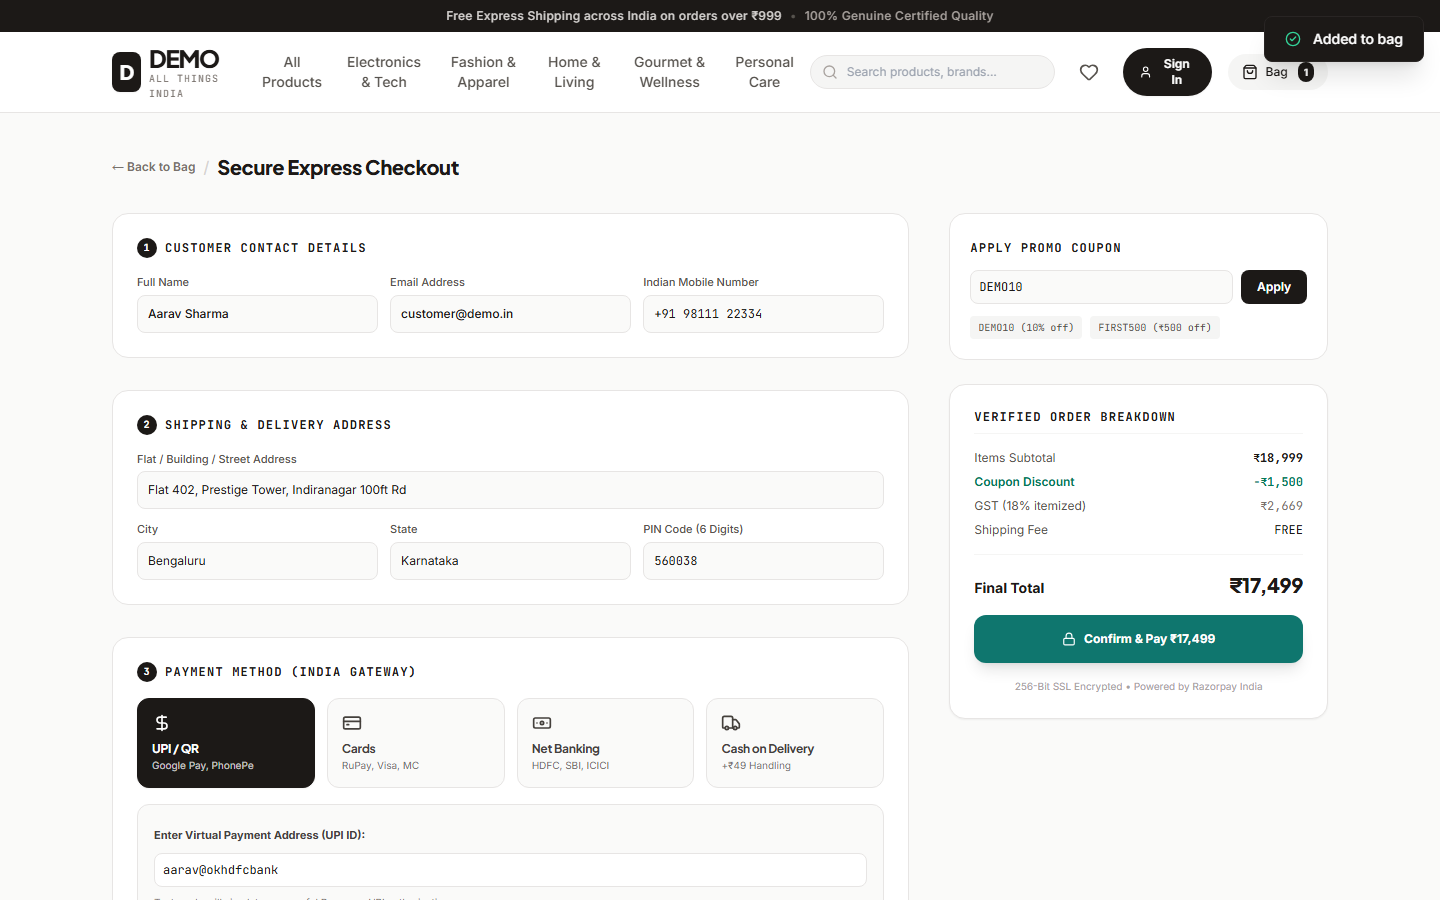 Free Express Shipping across India on orders over ₹999 • 100% Genuine Certified Quality
Added to bag
D
DEMO
ALL THINGS
INDIA
All
Products
Electronics
& Tech
Fashion &
Apparel
Home &
Living
Gourmet &
Wellness
Personal
Care
Search products, brands...
Sign
In
Bag 1
← Back to Bag / Secure Express Checkout
1 CUSTOMER CONTACT DETAILS
Full Name
Aarav Sharma
Email Address
customer@demo.in
Indian Mobile Number
+91 98111 22334
2 SHIPPING & DELIVERY ADDRESS
Flat / Building / Street Address
Flat 402, Prestige Tower, Indiranagar 100ft Rd
City
Bengaluru
State
Karnataka
PIN Code (6 Digits)
560038
3 PAYMENT METHOD (INDIA GATEWAY)
UPI / QR
Google Pay, PhonePe
Cards
RuPay, Visa, MC
Net Banking
HDFC, SBI, ICICI
Cash on Delivery
+₹49 Handling
Enter Virtual Payment Address (UPI ID):
aarav@okhdfcbank
APPLY PROMO COUPON
DEMO10
Apply
DEMO10 (10% off)
FIRST500 (₹500 off)
VERIFIED ORDER BREAKDOWN
Items Subtotal ₹18,999
Coupon Discount -₹1,500
GST (18% itemized) ₹2,669
Shipping Fee FREE
Final Total ₹17,499
Confirm & Pay ₹17,499
256-Bit SSL Encrypted • Powered by Razorpay India